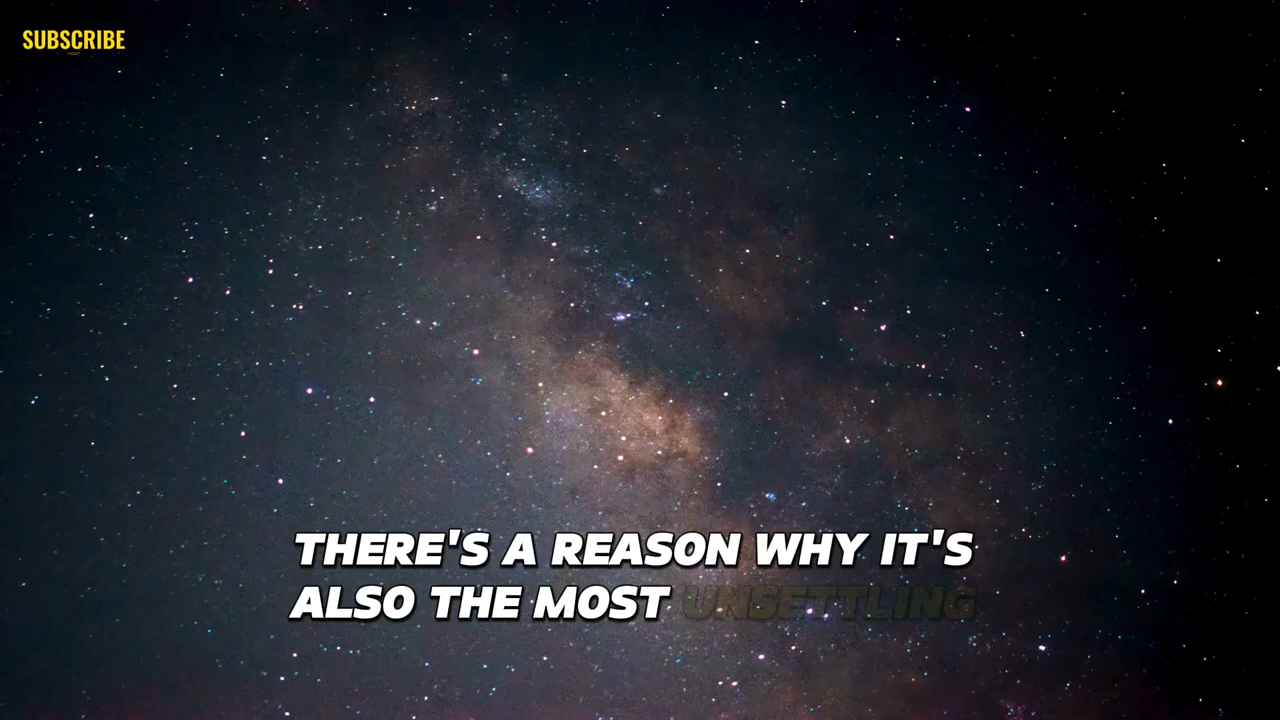 SUBSCRIBE
THERE'S A REASON WHY IT'S
ALSO THE MOST UNSETTLING